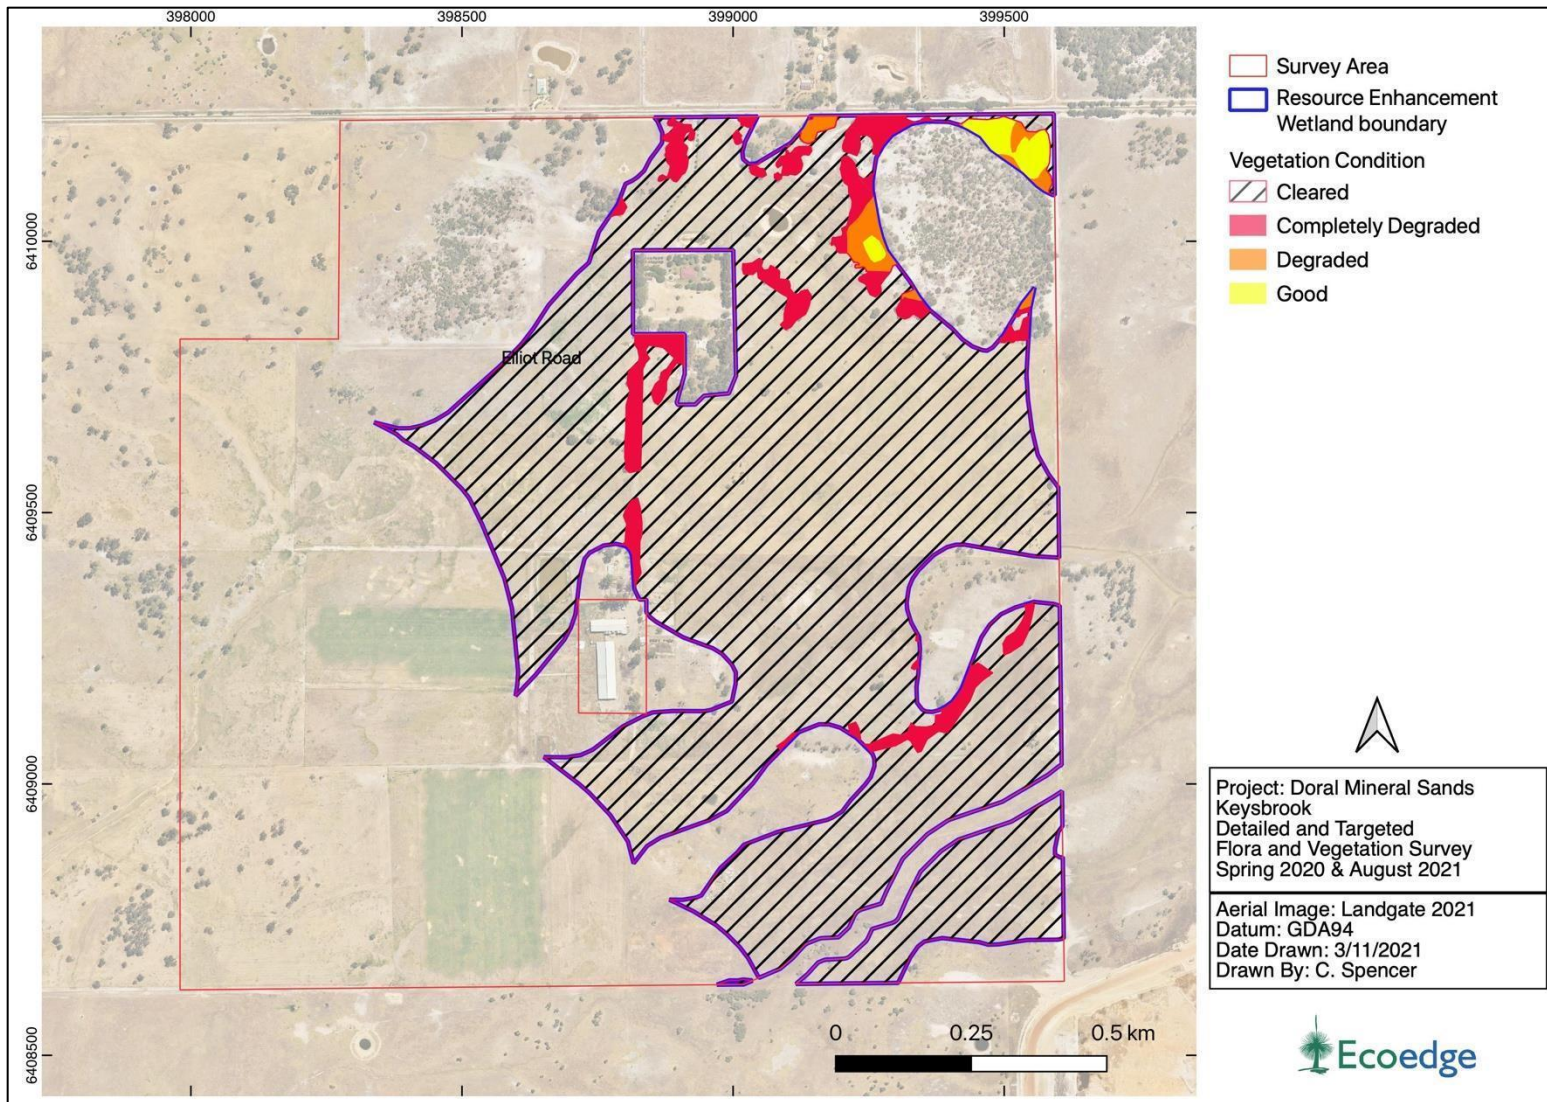 398000
398500
399000
399500
6410000
6409500
6409000
6408500
Elliot Road
0
0.25
0.5 km
Survey Area
Resource Enhancement
Wetland boundary
Vegetation Condition
Cleared
Completely Degraded
Degraded
Good
Project: Doral Mineral Sands
Keysbrook
Detailed and Targeted
Flora and Vegetation Survey
Spring 2020 & August 2021
Aerial Image: Landgate 2021
Datum: GDA94
Date Drawn: 3/11/2021
Drawn By: C. Spencer
Ecoedge